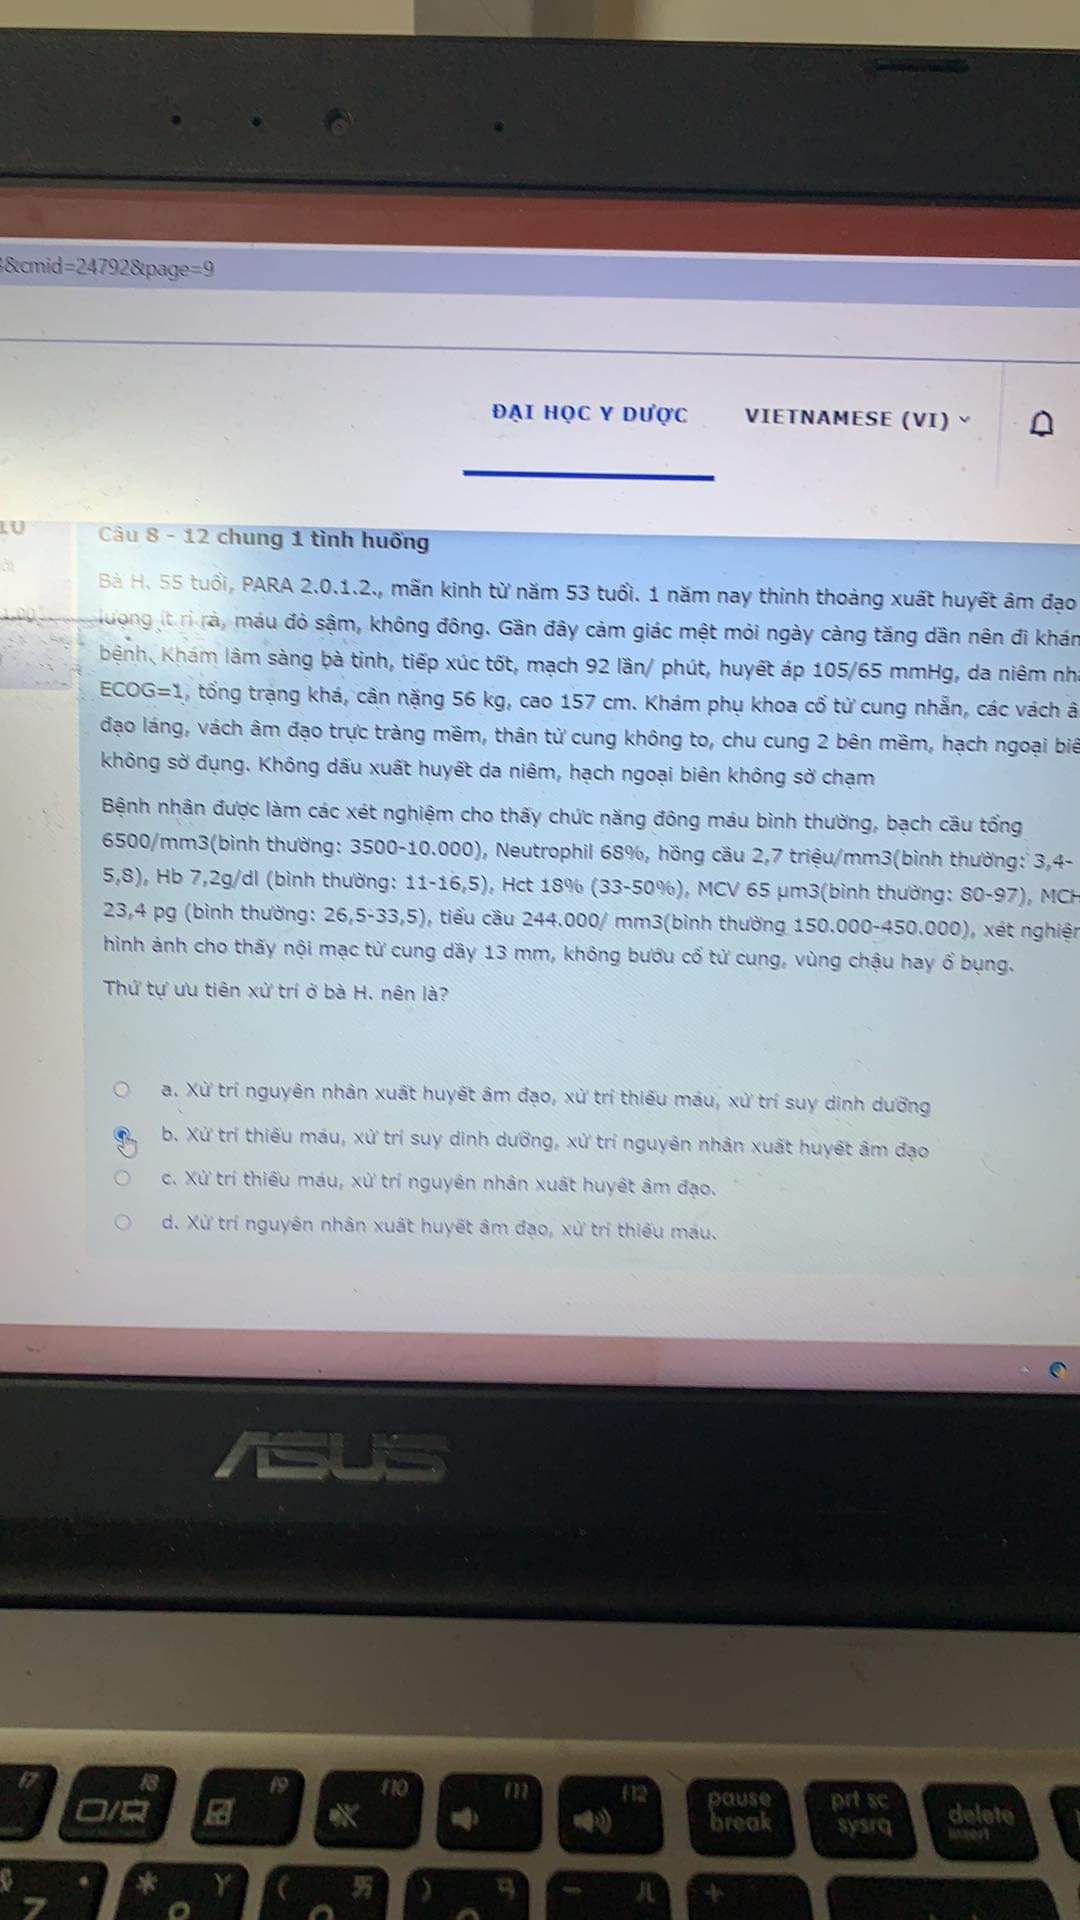 &cmid=24792&page=9
ĐẠI HỌC Y DƯỢC VIETNAMESE (VI)
10
1,00
Câu 8 - 12 chung 1 tình huống
Bà H. 55 tuổi, PARA 2.0.1.2., mãn kinh từ năm 53 tuổi. 1 năm nay thỉnh thoảng xuất huyết âm đạo
lượng ít rỉ rả, máu đỏ sậm, không đông. Gần đây cảm giác mệt mỏi ngày càng tăng dần nên đi khám
bệnh. Khám lâm sàng bà tỉnh, tiếp xúc tốt, mạch 92 lần/ phút, huyết áp 105/65 mmHg, da niêm
ECOG=1, tổng trạng khá, cân nặng 56 kg, cao 157 cm. Khám phụ khoa cổ tử cung nhẵn, các vách
đạo láng, vách âm đạo trực tràng mềm, thân tử cung không to, chu cung 2 bên mềm, hạch ngoại
không sờ đụng. Không dấu xuất huyết da niêm, hạch ngoại biên không sờ chạm
Bệnh nhân được làm các xét nghiệm cho thấy chức năng đông máu bình thường, bạch cầu tổng
6500/mm3(bình thường: 3500-10.000), Neutrophil 68%, hồng cầu 2,7 triệu/mm3(bình thường: 3,4-
5,8), Hb 7,2g/dl (bình thường: 11-16,5), Hct 18% (33-50%), MCV 65 µm3(bình thường: 80-97), MCH
23,4 pg (bình thường: 26,5-33,5), tiểu cầu 244.000/ mm3(bình thường 150.000-450.000), xét
hình ảnh cho thấy nội mạc tử cung dầy 13 mm, không bướu cổ tử cung, vùng chậu hay ổ bụng.
Thứ tự ưu tiên xử trí ở bà H. nên là?
a. Xử trí nguyên nhân xuất huyết âm đạo, xử trí thiếu máu, xử trí suy dinh dưỡng
b. Xử trí thiếu máu, xử trí suy dinh dưỡng, xử trí nguyên nhân xuất huyết âm đạo
c. Xử trí thiếu máu, xử trí nguyên nhân xuất huyết âm đạo.
d. Xử trí nguyên nhân xuất huyết âm đạo, xử trí thiếu máu.
ASUS
f7 f8 f9 f10 f11 f12 pause break prt sc sysrq delete insert
7 * Y ( ) - +